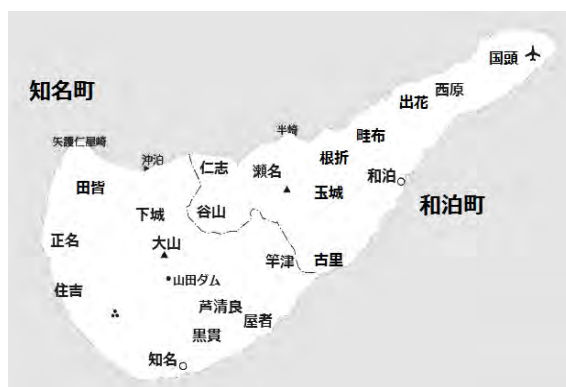 国頭
西原
出花
畦布
半崎
根折
和泊
玉城
和泊町
知名町
矢護仁屋崎
沖泊
仁志
瀬名
田皆
下城
谷山
正名
大山
竿津
古里
山田ダム
住吉
芦清良
屋者
黒貫
知名